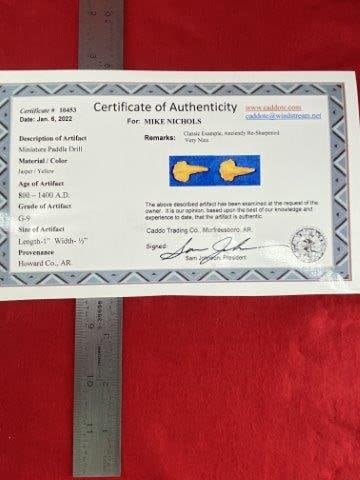 Certificate # 10453
Date: Jan. 6, 2022
Certificate of Authenticity
www.caddotc.com
caddotc@windstream.net
For: MIKE NICHOLS
Description of Artifact
Miniature Paddle Drill
Material / Color
Jasper / Yellow
Age of Artifact
800 – 1400 A.D.
Grade of Artifact
G-9
Size of Artifact
Length-1" Width- ½"
Provenance
Howard Co., AR.
Remarks: Classic Example, Anciently Re-Sharpened
Very Nice
The above described artifact has been examined at the request of the
owner. It is our opinion, based upon the best of our knowledge and
experience to date, that the artifact is authentic
Caddo Trading Co., Murfreesboro, AR
Signed:
Sam Johnson, President
9
10
1
2